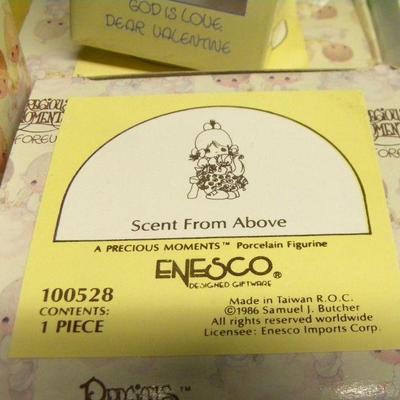 GOD IS LOVE,
DEAR VALENTINE
Scent From Above
A PRECIOUS MOMENTS™ Porcelain Figurine
ENESCO®
DESIGNED GIFTWARE
100528
CONTENTS:
1 PIECE
Made in Taiwan R.O.C.
©1986 Samuel J. Butcher
All rights reserved worldwide
Licensee: Enesco Imports Corp.
Precious™